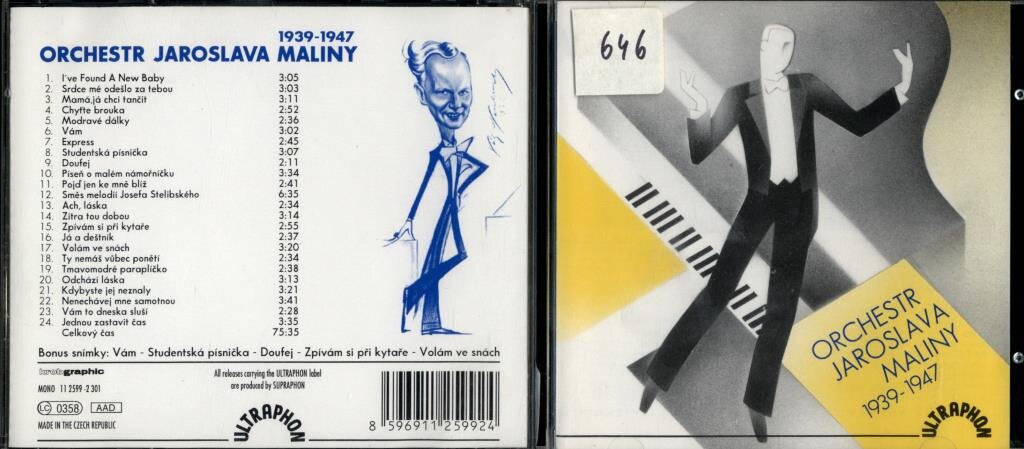 1939-1947
ORCHESTR JAROSLAVA MALINY
1. I've Found A New Baby 3:05
2. Srdce mé odešlo za tebou 3:03
3. Mamá,já chci tančit 3:11
4. Chyťte brouka 2:52
5. Modravé dálky 2:36
6. Vám 3:02
7. Express 2:45
8. Studentská písnička 3:07
9. Doufej 2:11
10. Píseň o malém námořníčku 3:34
11. Pojď jen ke mně blíž 2:41
12. Směs melodií Josefa Stelibského 6:35
13. Ach, láska 2:34
14. Zítra tou dobou 3:14
15. Zpívám si při kytaře 2:55
16. Já a deštník 2:37
17. Volám ve snách 3:20
18. Ty nemáš vůbec ponětí 2:34
19. Tmavomodré paraplíčko 2:38
20. Odchází láska 3:13
21. Kdybyste jej neznaly 3:21
22. Nenechávej mne samotnou 3:41
23. Vám to dneska sluší 2:28
24. Jednou zastavit čas 3:35
Celkový čas 75:35
Bonus snímky: Vám - Studentská písnička - Doufej - Zpívám si při kytaře - Volám ve snách
MONO 11 2599 -2 301
LC 0358 AAD
MADE IN THE CZECH REPUBLIC
All releases carrying the ULTRAPHON label
are produced by SUPRAPHON
ULTRAPHON
8 596911 259924
646
ORCHESTR
JAROSLAVA
MALINY
1939-1947
ULTRAPHON